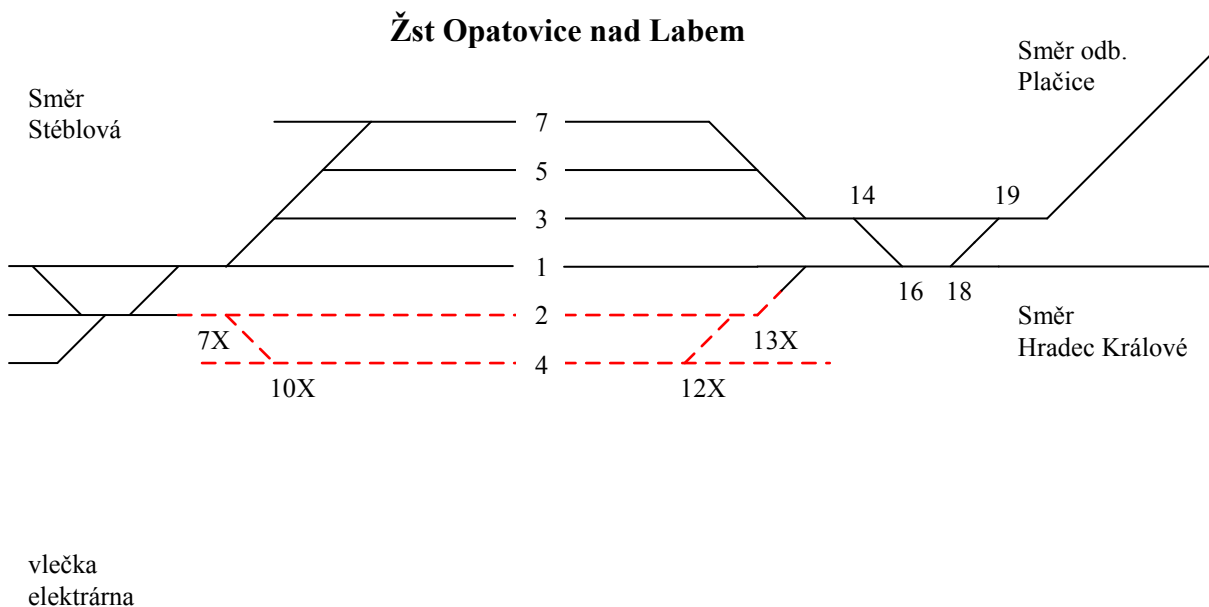 Žst Opatovice nad Labem
Směr odb.
Plačice
Směr
Stéblová
7
5
14
19
3
1
16
18
2
7X
13X
Směr
Hradec Králové
4
10X
12X
vlečka
elektrárna